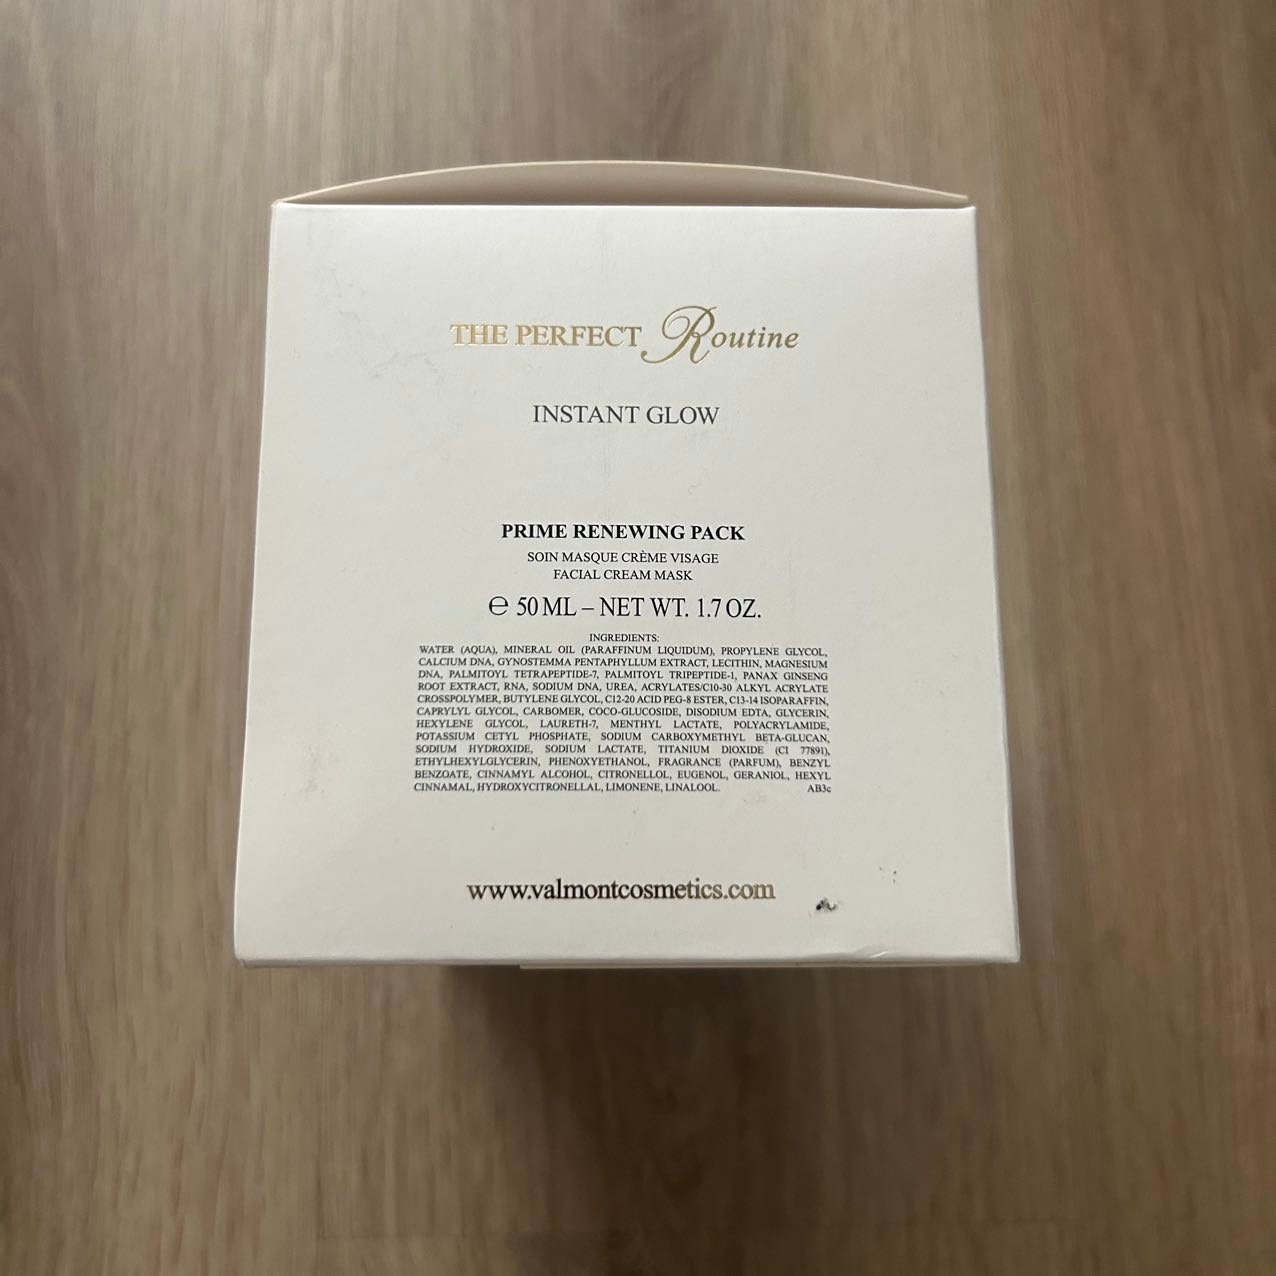 THE PERFECT Routine
INSTANT GLOW
PRIME RENEWING PACK
SOIN MASQUE CRÈME VISAGE
FACIAL CREAM MASK
℮ 50 ML – NET WT. 1.7 OZ.
INGREDIENTS:
WATER (AQUA), MINERAL OIL (PARAFFINUM LIQUIDUM), PROPYLENE GLYCOL,
CALCIUM DNA, GYNOSTEMMA PENTAPHYLLUM EXTRACT, LECITHIN, MAGNESIUM
DNA, PALMITOYL TETRAPEPTIDE-7, PALMITOYL TRIPEPTIDE-1, PANAX GINSENG
ROOT EXTRACT, RNA, SODIUM DNA, UREA, ACRYLATES/C10-30 ALKYL ACRYLATE
CROSSPOLYMER, BUTYLENE GLYCOL, C12-20 ACID PEG-8 ESTER, C13-14 ISOPARAFFIN,
CAPRYLYL GLYCOL, CARBOMER, COCO-GLUCOSIDE, DISODIUM EDTA, GLYCERIN,
HEXYLENE GLYCOL, LAURETH-7, MENTHYL LACTATE, POLYACRYLAMIDE,
POTASSIUM CETYL PHOSPHATE, SODIUM CARBOXYMETHYL BETA-GLUCAN,
SODIUM HYDROXIDE, SODIUM LACTATE, TITANIUM DIOXIDE (CI 77891),
ETHYLHEXYLGLYCERIN, PHENOXYETHANOL, FRAGRANCE (PARFUM), BENZYL
BENZOATE, CINNAMYL ALCOHOL, CITRONELLOL, EUGENOL, GERANIOL, HEXYL
CINNAMAL, HYDROXYCITRONELLAL, LIMONENE, LINALOOL. AB3c
www.valmontcosmetics.com